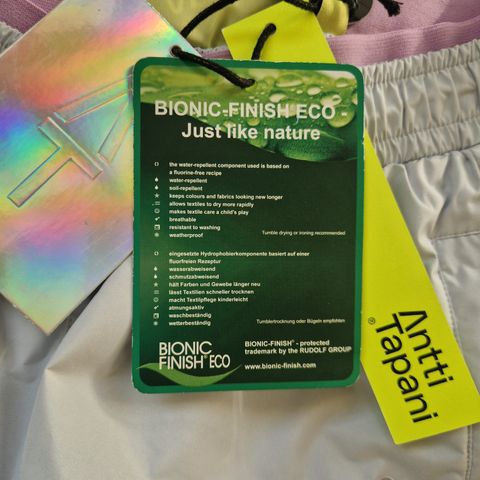 BIONIC-FINISH® ECO -
Just like nature
the water-repellent component used is based on
a fluorine-free recipe
water-repellent
soil-repellent
keeps colours and fabrics looking new longer
allows textiles to dry more rapidly
makes textile care a child's play
breathable
resistant to washing
weatherproof
Tumble drying or ironing recommended
eingesetzte Hydrophobierkomponente basiert auf einer
fluorfreien Rezeptur
wasserabweisend
schmutzabweisend
hält Farben und Gewebe länger neu
lässt Textilien schneller trocknen
macht Textilpflege kinderleicht
atmungsaktiv
waschbeständig
wetterbeständig
Tumblertrocknung oder Bügeln empfohlen
BIONIC
FINISH® ECO
BIONIC-FINISH® - protected
trademark by the RUDOLF GROUP
www.bionic-finish.com
Antti
Tapani®